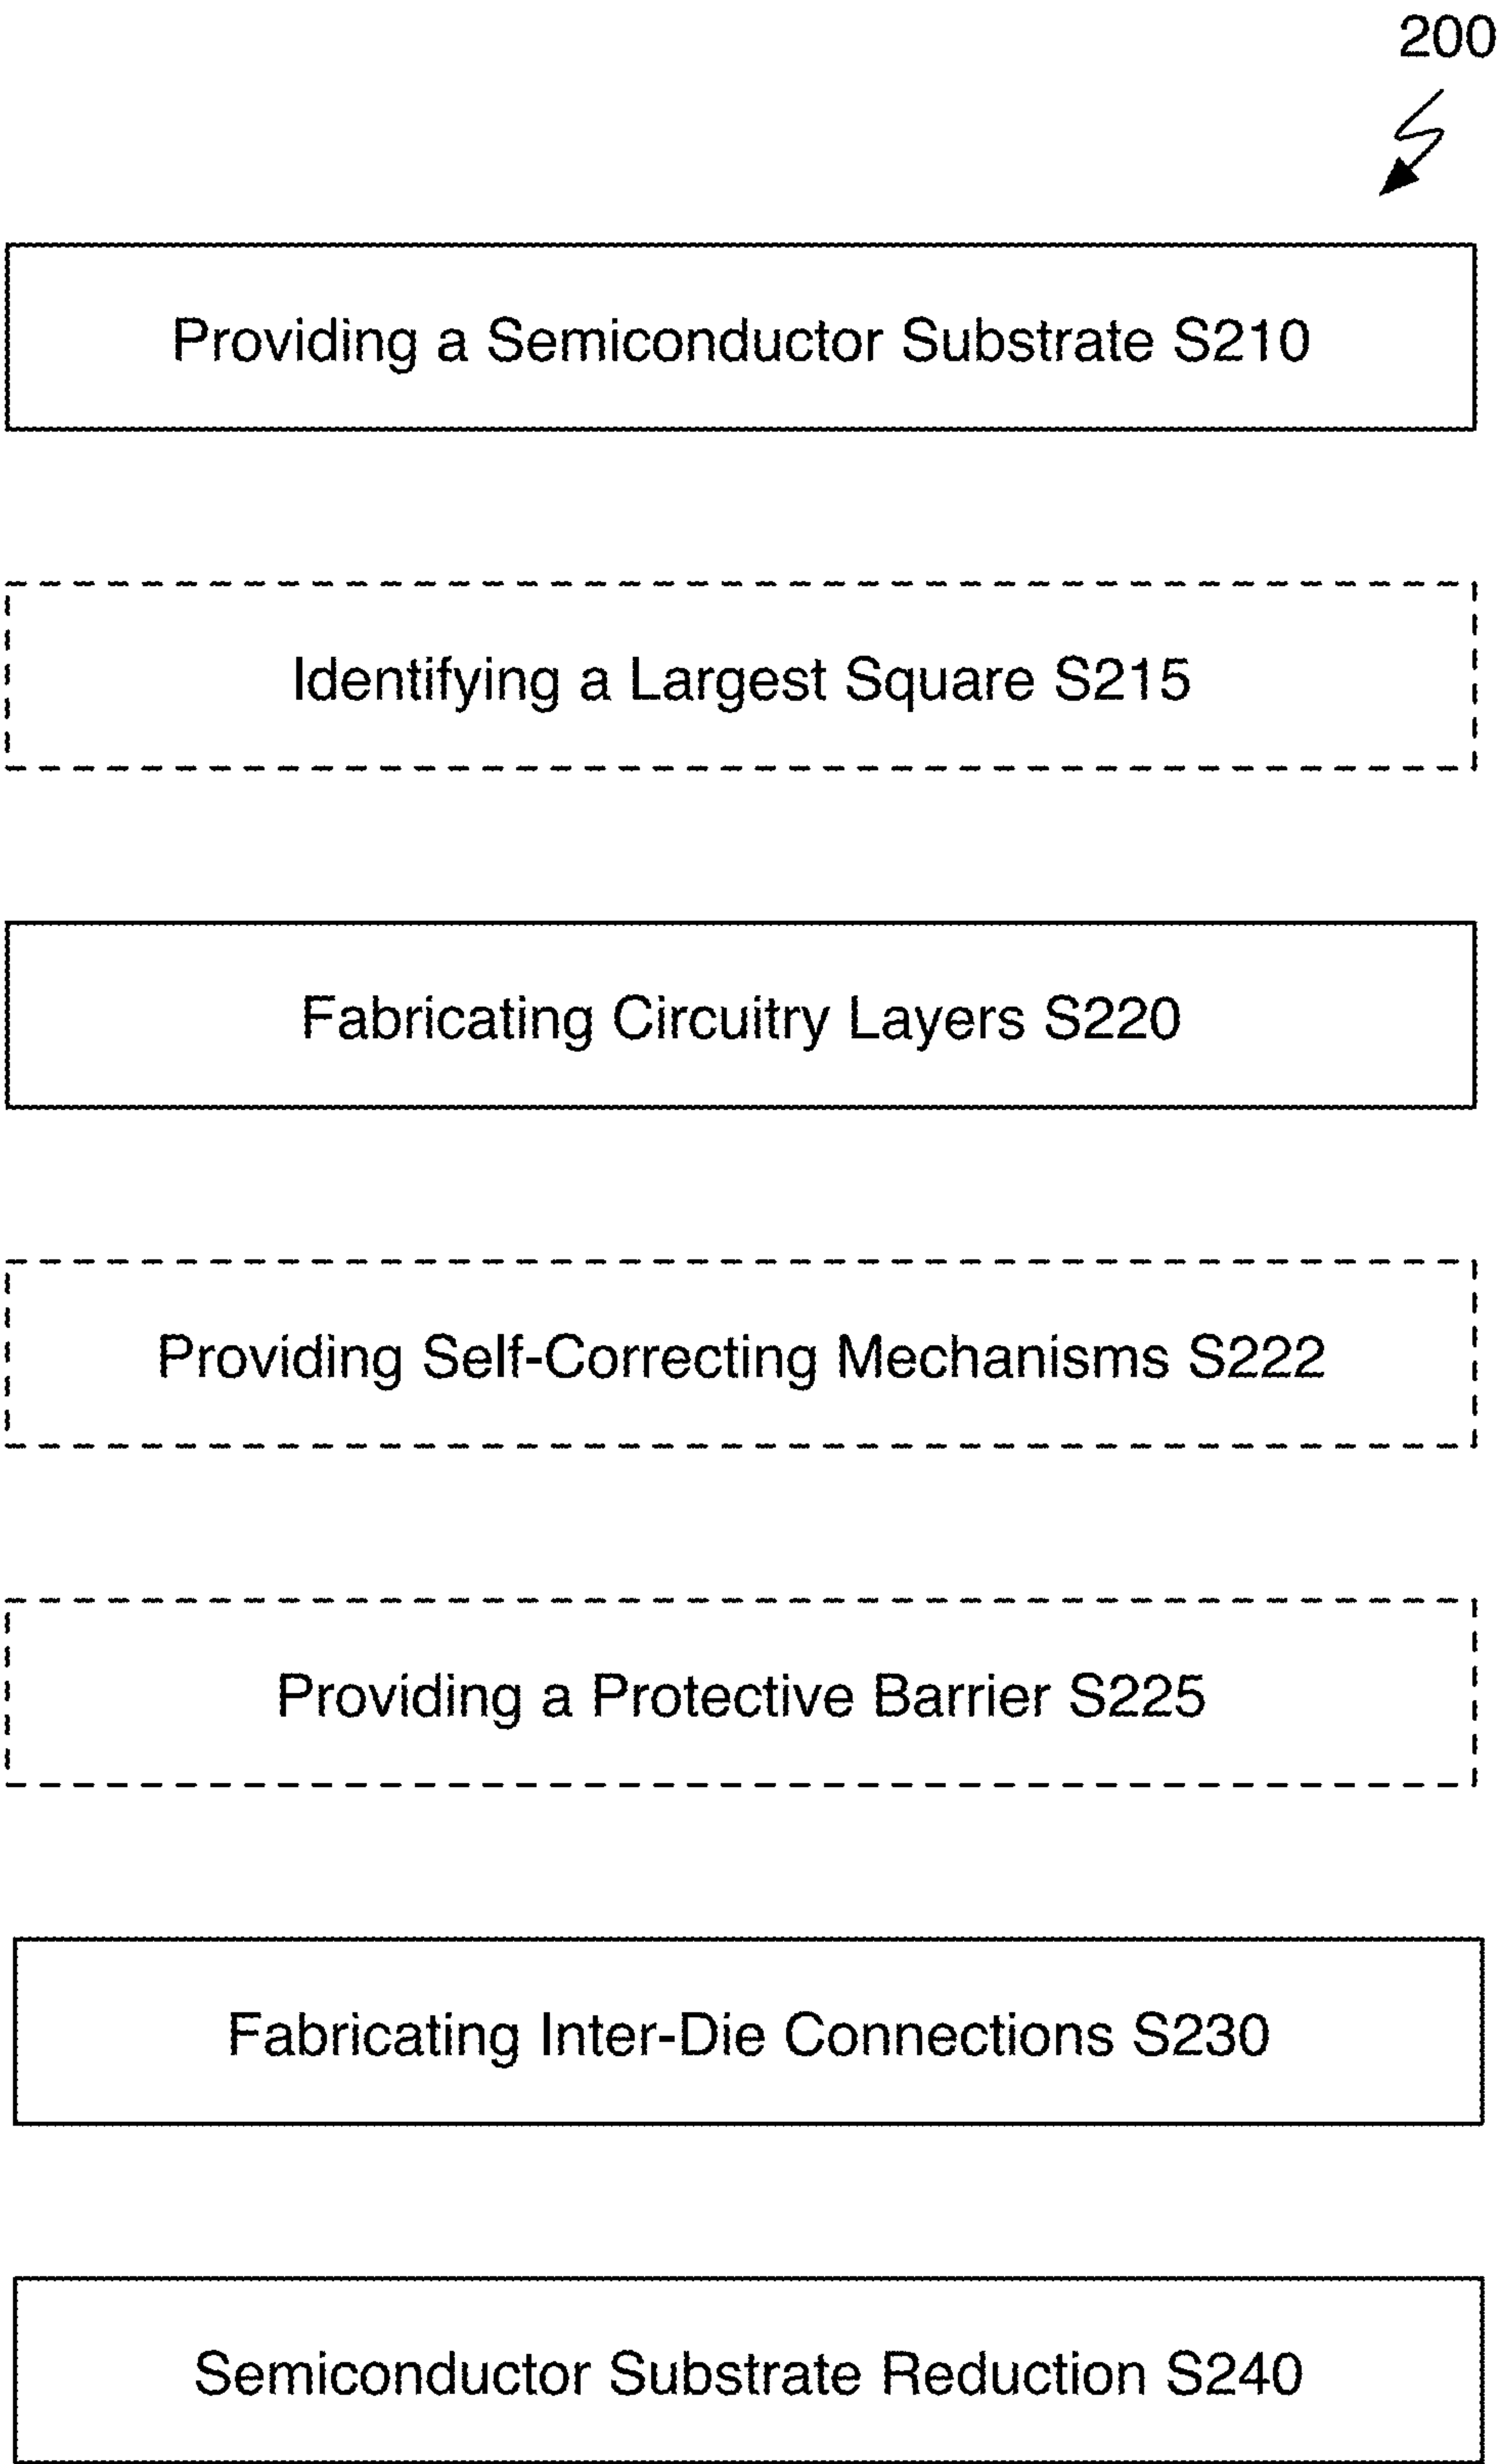 200
Providing a Semiconductor Substrate S210
Identifying a Largest Square S215
Fabricating Circuitry Layers S220
Providing Self-Correcting Mechanisms S222
Providing a Protective Barrier S225
Fabricating Inter-Die Connections S230
Semiconductor Substrate Reduction S240